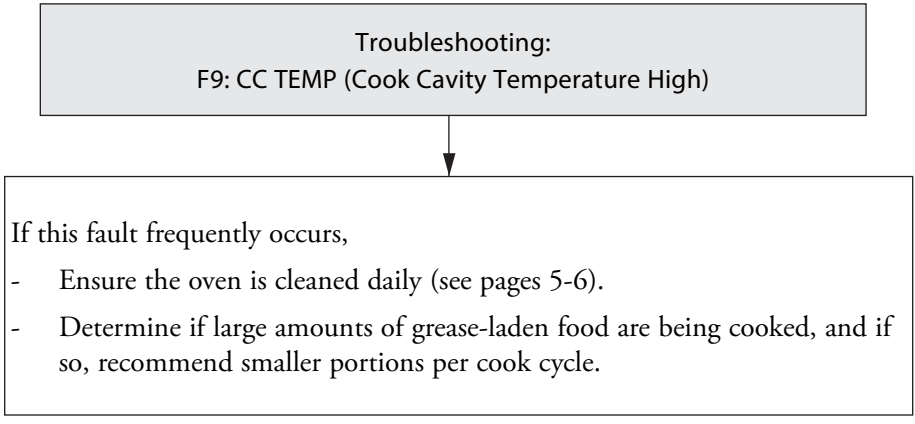 Troubleshooting:
F9: CC TEMP (Cook Cavity Temperature High)
If this fault frequently occurs,
- Ensure the oven is cleaned daily (see pages 5-6).
- Determine if large amounts of grease-laden food are being cooked, and if
so, recommend smaller portions per cook cycle.